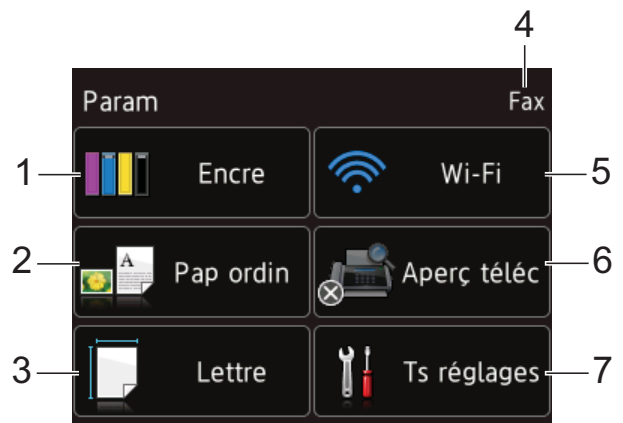 4
Param Fax
1 Encre Wi-Fi 5
2 A Pap ordin Aperç téléc 6
3 Lettre Ts réglages 7